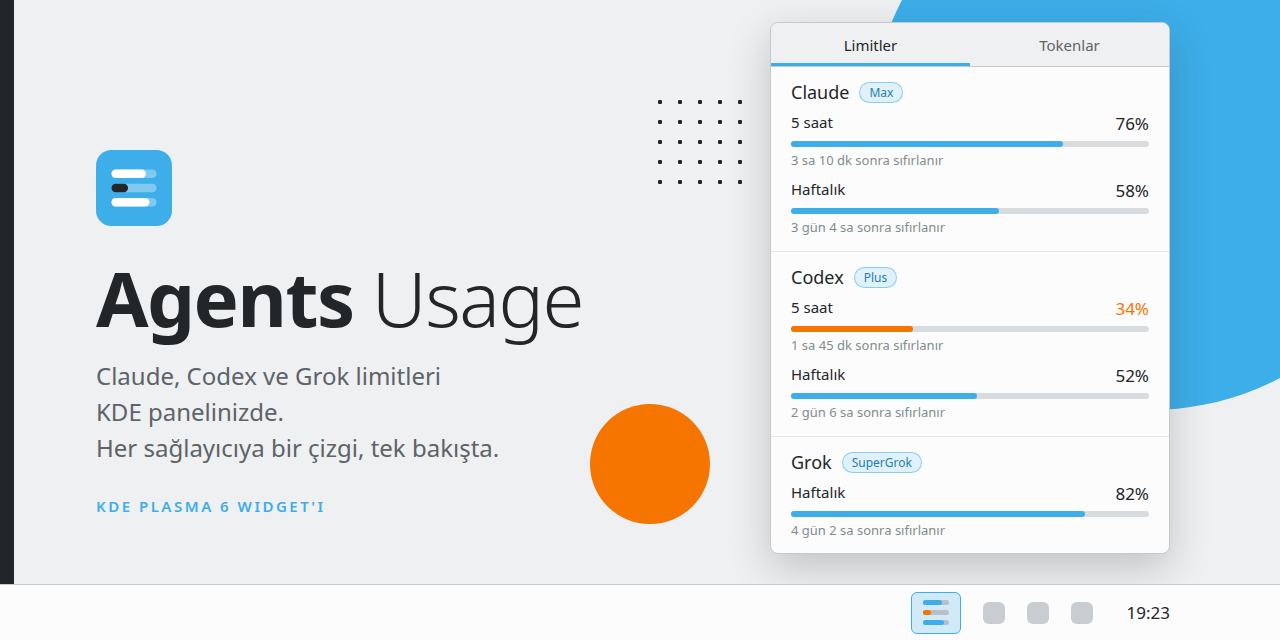 Agents Usage
Claude, Codex ve Grok limitleri
KDE panelinizde.
Her sağlayıcıya bir çizgi, tek bakışta.
KDE PLASMA 6 WIDGET'I
Limitler
Tokenlar
Claude Max
5 saat 76%
3 sa 10 dk sonra sıfırlanır
Haftalık 58%
3 gün 4 sa sonra sıfırlanır
Codex Plus
5 saat 34%
1 sa 45 dk sonra sıfırlanır
Haftalık 52%
2 gün 6 sa sonra sıfırlanır
Grok SuperGrok
Haftalık 82%
4 gün 2 sa sonra sıfırlanır
19:23